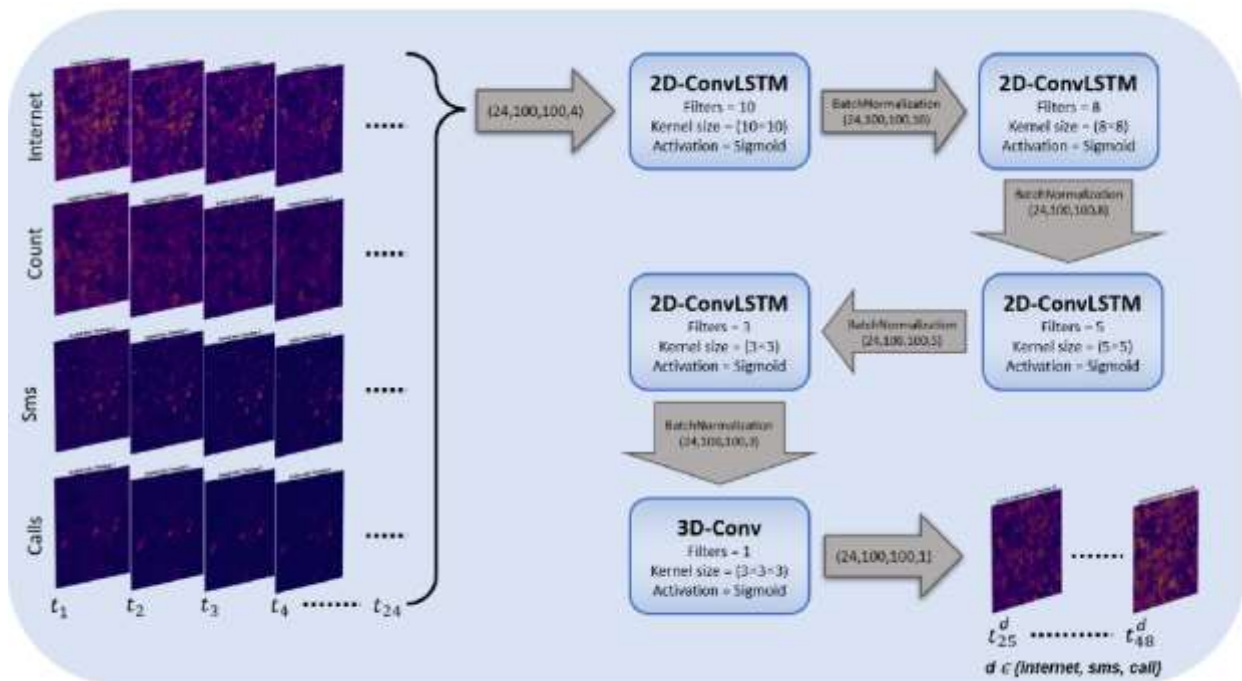 Internet
Count
Sms
Calls
t1 t2 t3 t4 ...... t24
(24,100,100,4)
2D-ConvLSTM
Filters = 10
Kernel size = (10×10)
Activation = Sigmoid
BatchNormalization
(24,100,100,10)
2D-ConvLSTM
Filters = 8
Kernel size = (8×8)
Activation = Sigmoid
BatchNormalization
(24,100,100,8)
2D-ConvLSTM
Filters = 5
Kernel size = (5×5)
Activation = Sigmoid
BatchNormalization
(24,100,100,5)
2D-ConvLSTM
Filters = 3
Kernel size = (3×3)
Activation = Sigmoid
BatchNormalization
(24,100,100,3)
3D-Conv
Filters = 1
Kernel size = (3×3×3)
Activation = Sigmoid
(24,100,100,1)
t25^d .......... t48^d
d ϵ {internet, sms, call}